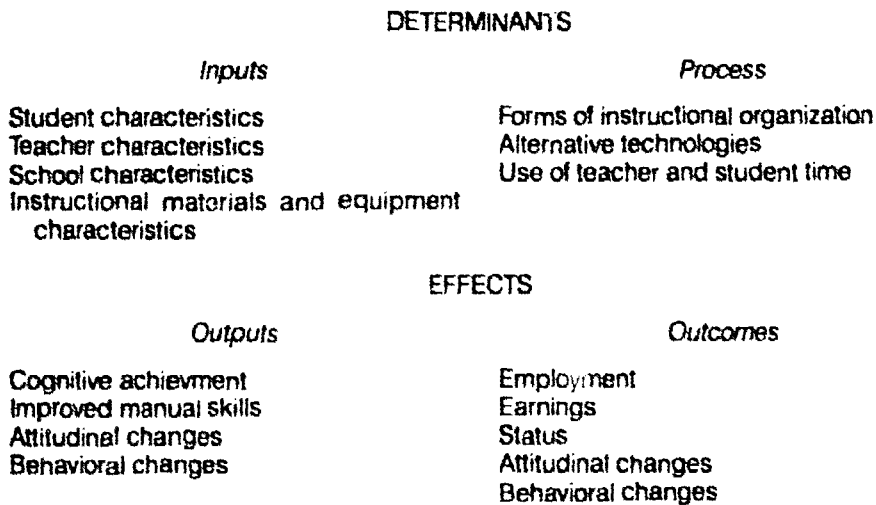 DETERMINANTS
Inputs
Process
Student characteristics
Teacher characteristics
School characteristics
Instructional materials and equipment
characteristics
Forms of instructional organization
Alternative technologies
Use of teacher and student time
EFFECTS
Outputs
Outcomes
Cognitive achievment
Improved manual skills
Attitudinal changes
Behavioral changes
Employment
Earnings
Status
Attitudinal changes
Behavioral changes